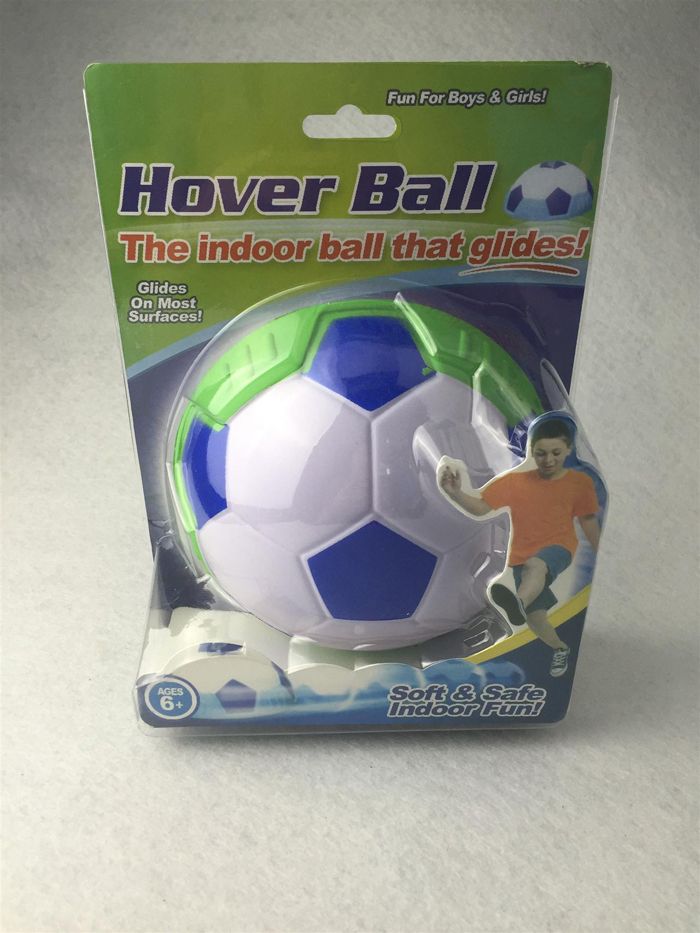 Fun For Boys & Girls!
Hover Ball
The indoor ball that glides!
Glides
On Most
Surfaces!
AGES
6+
Soft & Safe
Indoor Fun!